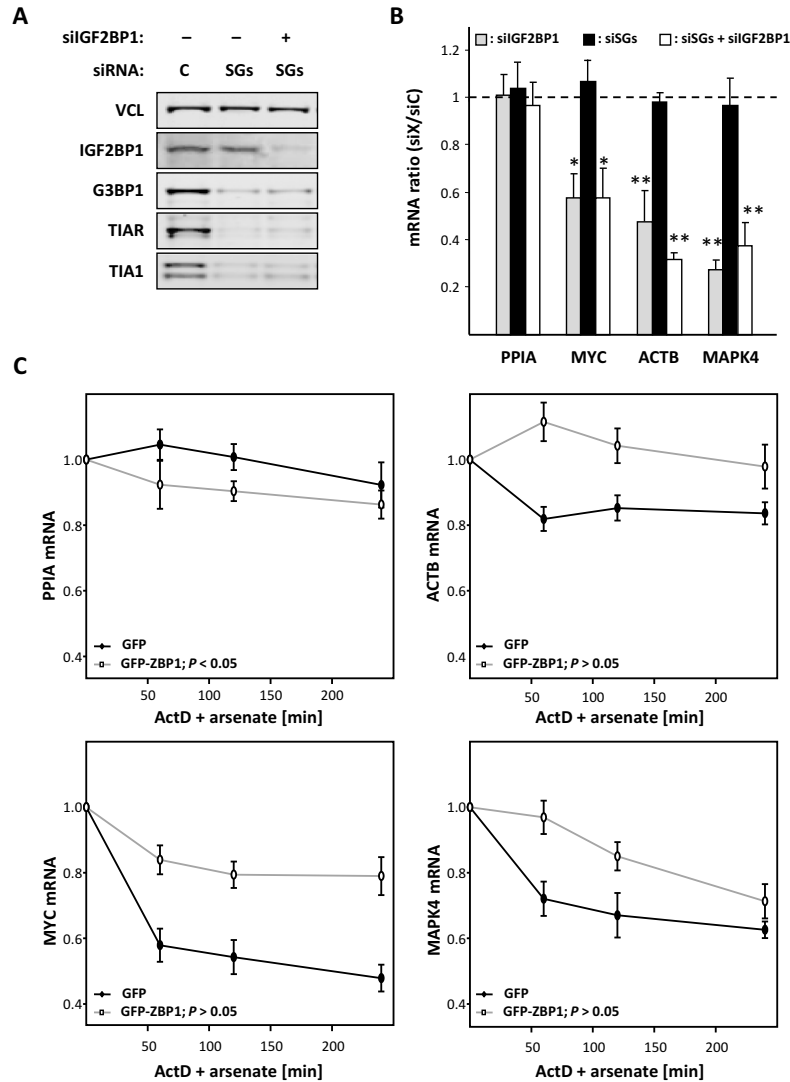 A
siIGF2BP1: – – +
siRNA: C SGs SGs
VCL
IGF2BP1
G3BP1
TIAR
TIA1
B
: siIGF2BP1 : siSGs : siSGs + siIGF2BP1
mRNA ratio (siX/siC)
1.2
1
0.8
0.6
0.4
0.2
* *
** **
** **
PPIA MYC ACTB MAPK4
C
PPIA mRNA
1.0
0.8
0.6
0.4
GFP
GFP-ZBP1; P < 0.05
50 100 150 200
ActD + arsenate [min]
ACTB mRNA
1.0
0.8
0.6
0.4
GFP
GFP-ZBP1; P > 0.05
50 100 150 200
ActD + arsenate [min]
MYC mRNA
1.0
0.8
0.6
0.4
GFP
GFP-ZBP1; P > 0.05
50 100 150 200
ActD + arsenate [min]
MAPK4 mRNA
1.0
0.8
0.6
0.4
GFP
GFP-ZBP1; P > 0.05
50 100 150 200
ActD + arsenate [min]